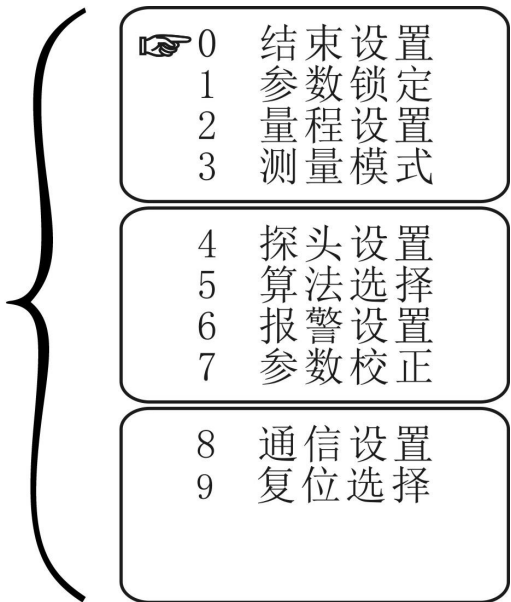 ☞0 结束设置
1 参数锁定
2 量程设置
3 测量模式
4 探头设置
5 算法选择
6 报警设置
7 参数校正
8 通信设置
9 复位选择